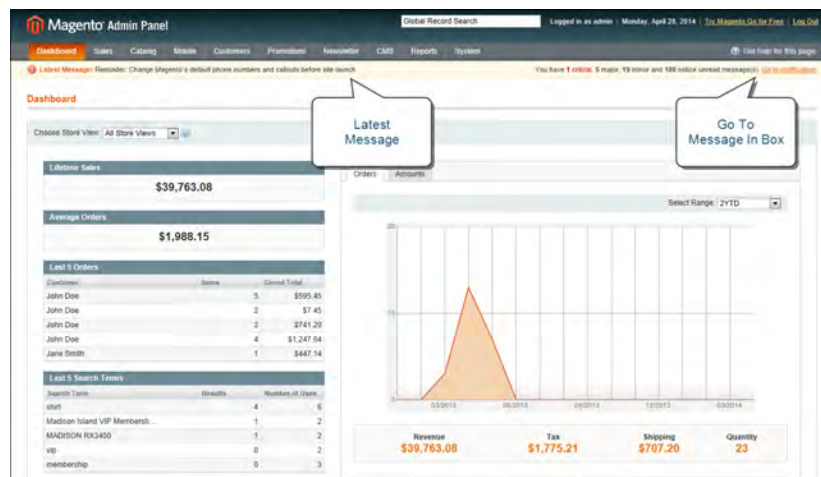 Magento Admin Panel
Global Record Search
Logged in as admin | Monday, April 28, 2014 | Try Magento Go for Free | Log Out
Dashboard Sales Catalog Mobile Customers Promotions Newsletter CMS Reports System
Get help for this page
Latest Message: Reminder: Change Magento's default phone numbers and callouts before site launch
You have 1 critical, 5 major, 19 minor and 100 notice unread message(s). Go to notifications
Dashboard
Latest
Message
Go To
Message In Box
Choose Store View: All Store Views
Lifetime Sales
$39,763.08
Average Orders
$1,988.15
Last 5 Orders
Customer Items Grand Total
John Doe 5 $595.45
John Doe 2 $7.45
John Doe 2 $741.20
John Doe 4 $1,247.64
Jane Smith 1 $447.14
Last 5 Search Terms
Search Term Results Number of Uses
shirt 4 6
Madison Island VIP Membersh... 1 2
MADISON RX3400 1 2
vip 0 2
membership 0 3
Orders Amounts
Select Range: 2YTD
20
10
0
03/2013 06/2013 09/2013 12/2013 03/2014
Revenue Tax Shipping Quantity
$39,763.08 $1,775.21 $707.20 23